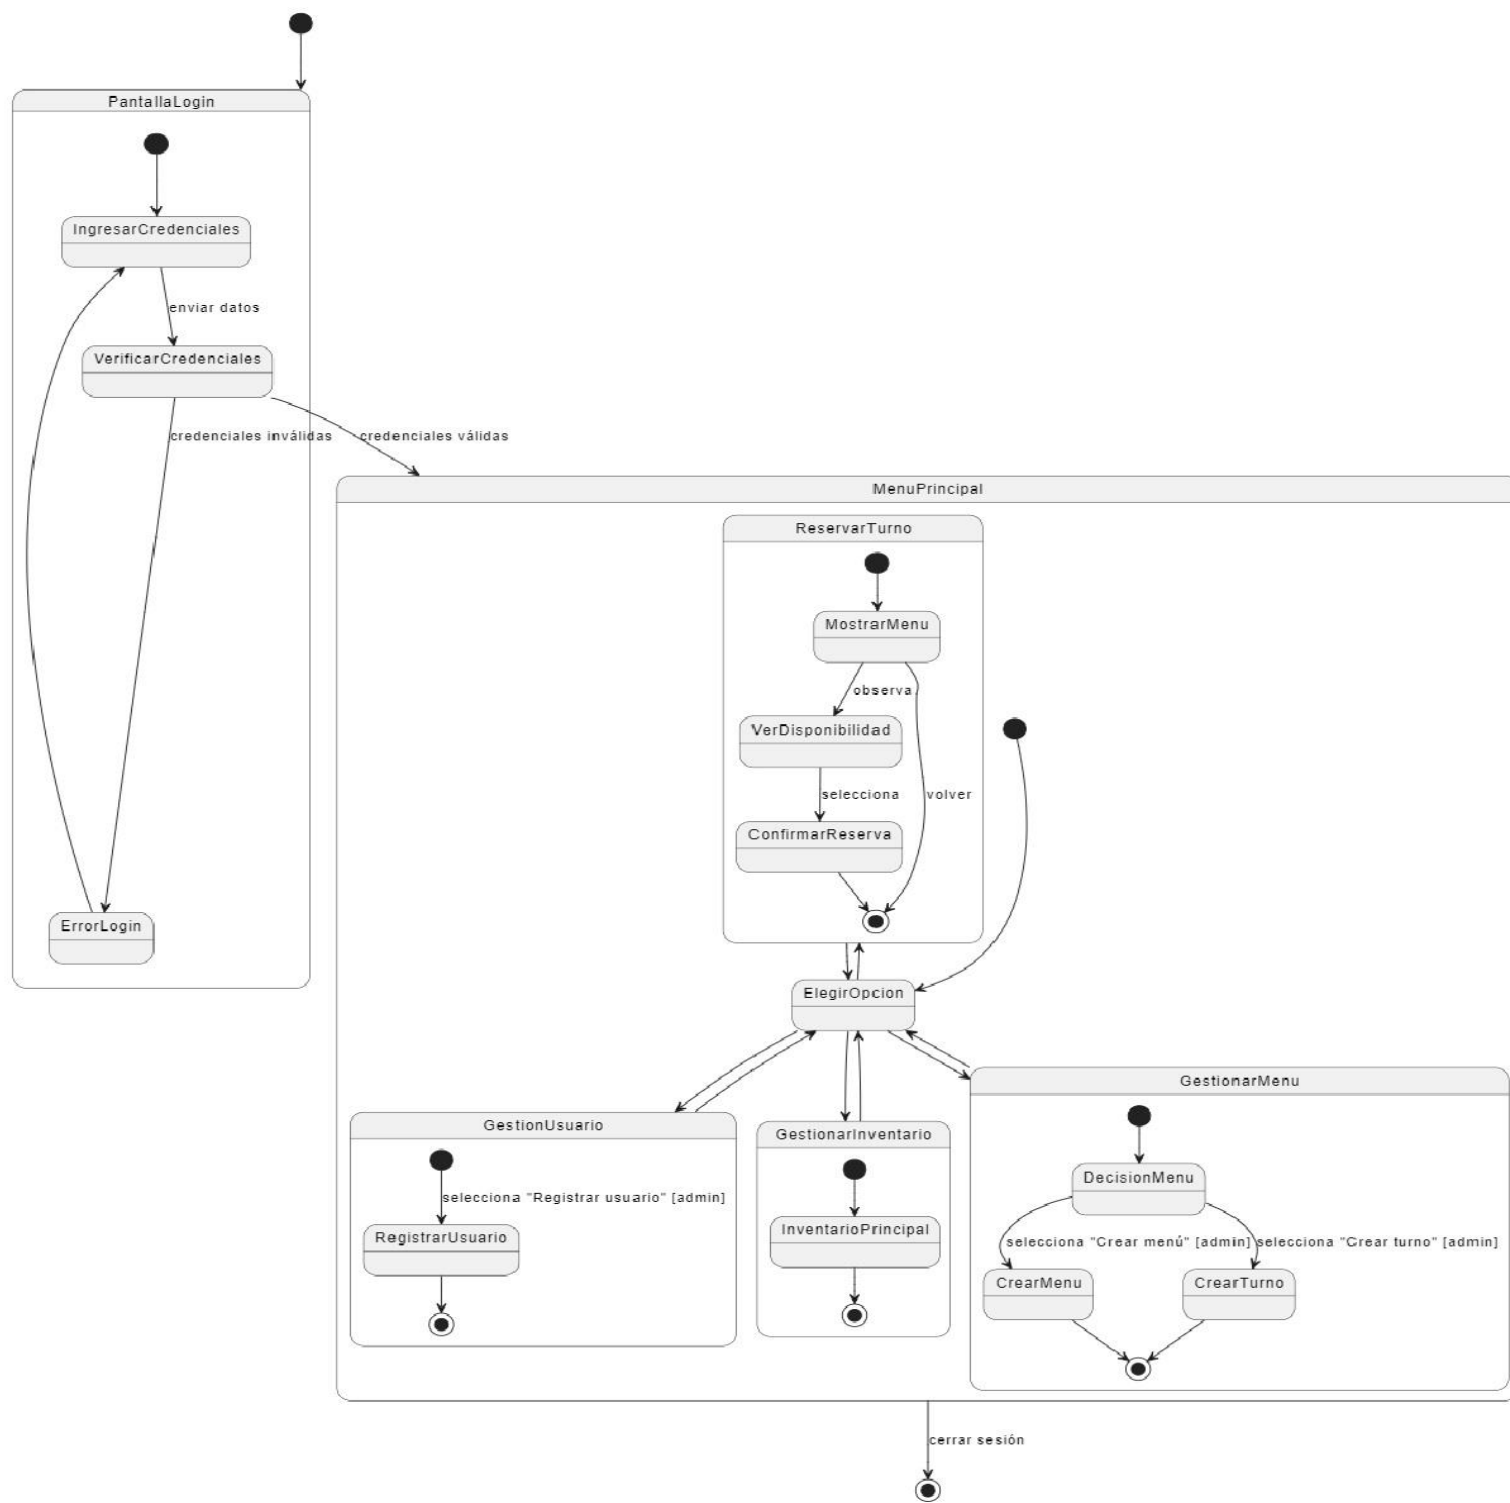 PantallaLogin
IngresarCredenciales
enviar datos
VerificarCredenciales
credenciales inválidas
credenciales válidas
ErrorLogin
MenuPrincipal
ReservarTurno
MostrarMenu
observa
VerDisponibilidad
selecciona
volver
ConfirmarReserva
ElegirOpcion
GestionUsuario
selecciona "Registrar usuario" [admin]
RegistrarUsuario
GestionarInventario
InventarioPrincipal
GestionarMenu
DecisionMenu
selecciona "Crear menú" [admin]
selecciona "Crear turno" [admin]
CrearMenu
CrearTurno
cerrar sesión